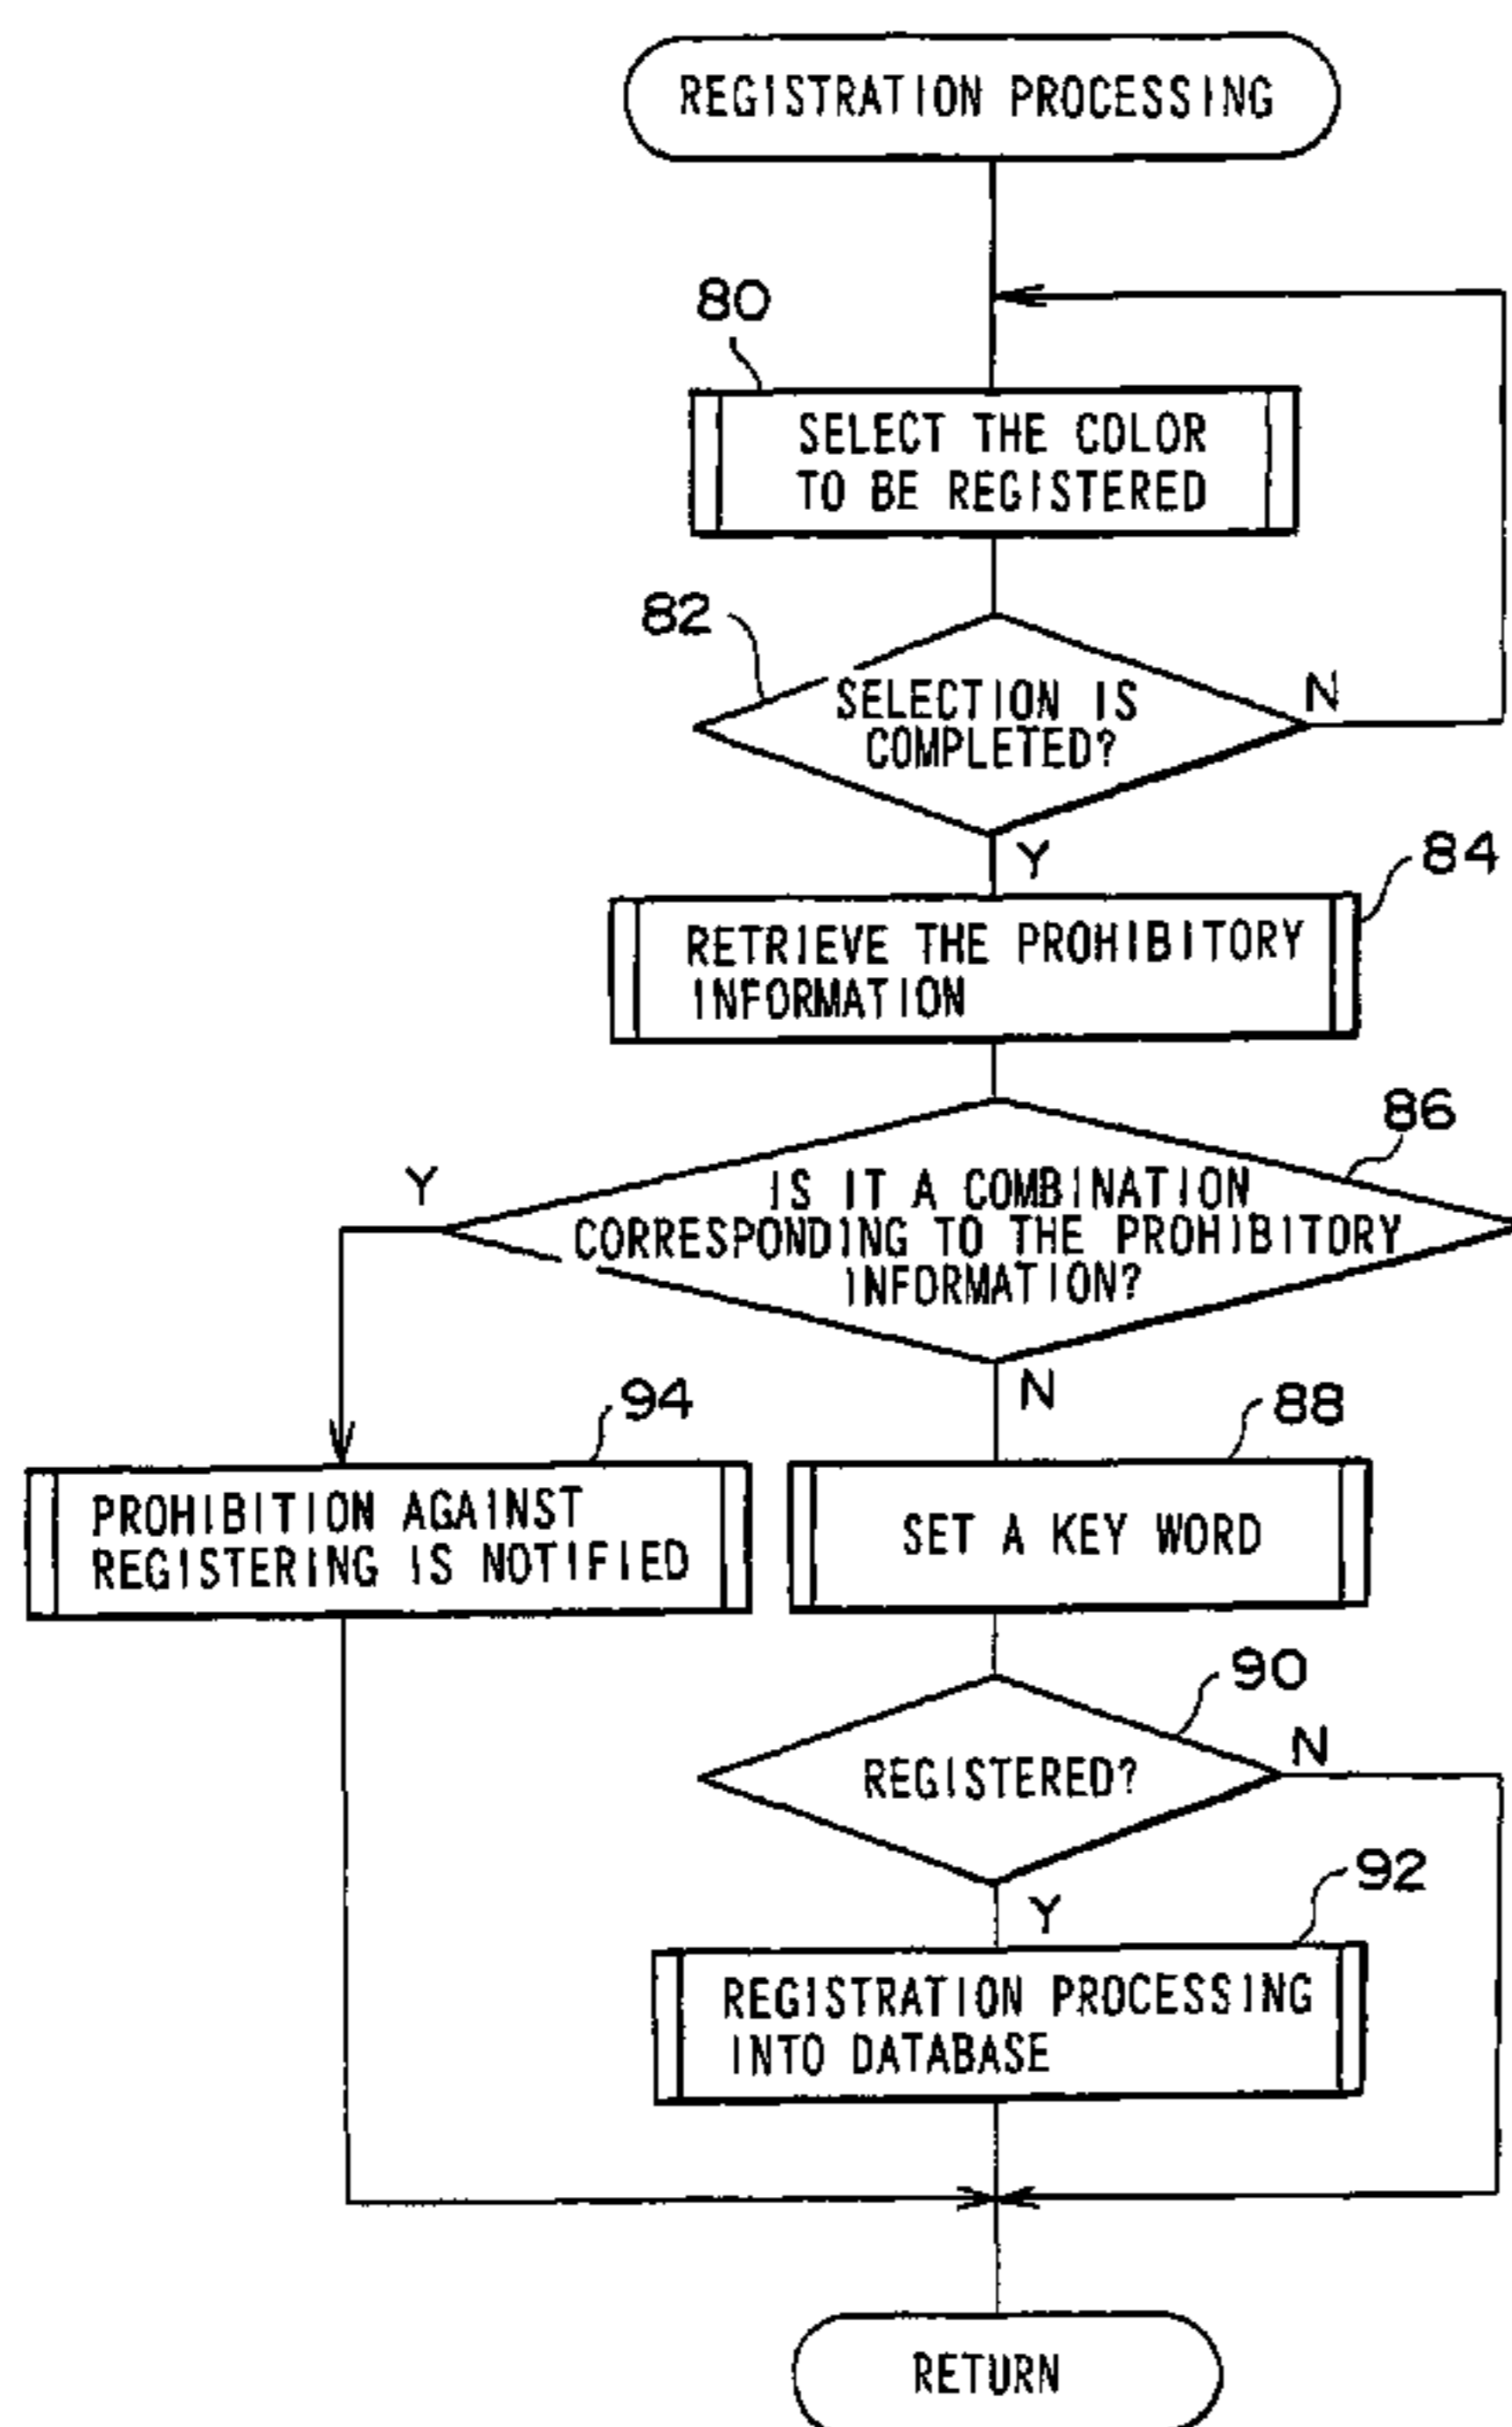 REGISTRATION PROCESSING
80
SELECT THE COLOR
TO BE REGISTERED
82
SELECTION IS
COMPLETED?
N
Y
84
RETRIEVE THE PROHIBITORY
INFORMATION
86
Y
IS IT A COMBINATION
CORRESPONDING TO THE PROHIBITORY
INFORMATION?
N
94
88
PROHIBITION AGAINST
REGISTERING IS NOTIFIED
SET A KEY WORD
90
REGISTERED?
N
92
Y
REGISTRATION PROCESSING
INTO DATABASE
RETURN